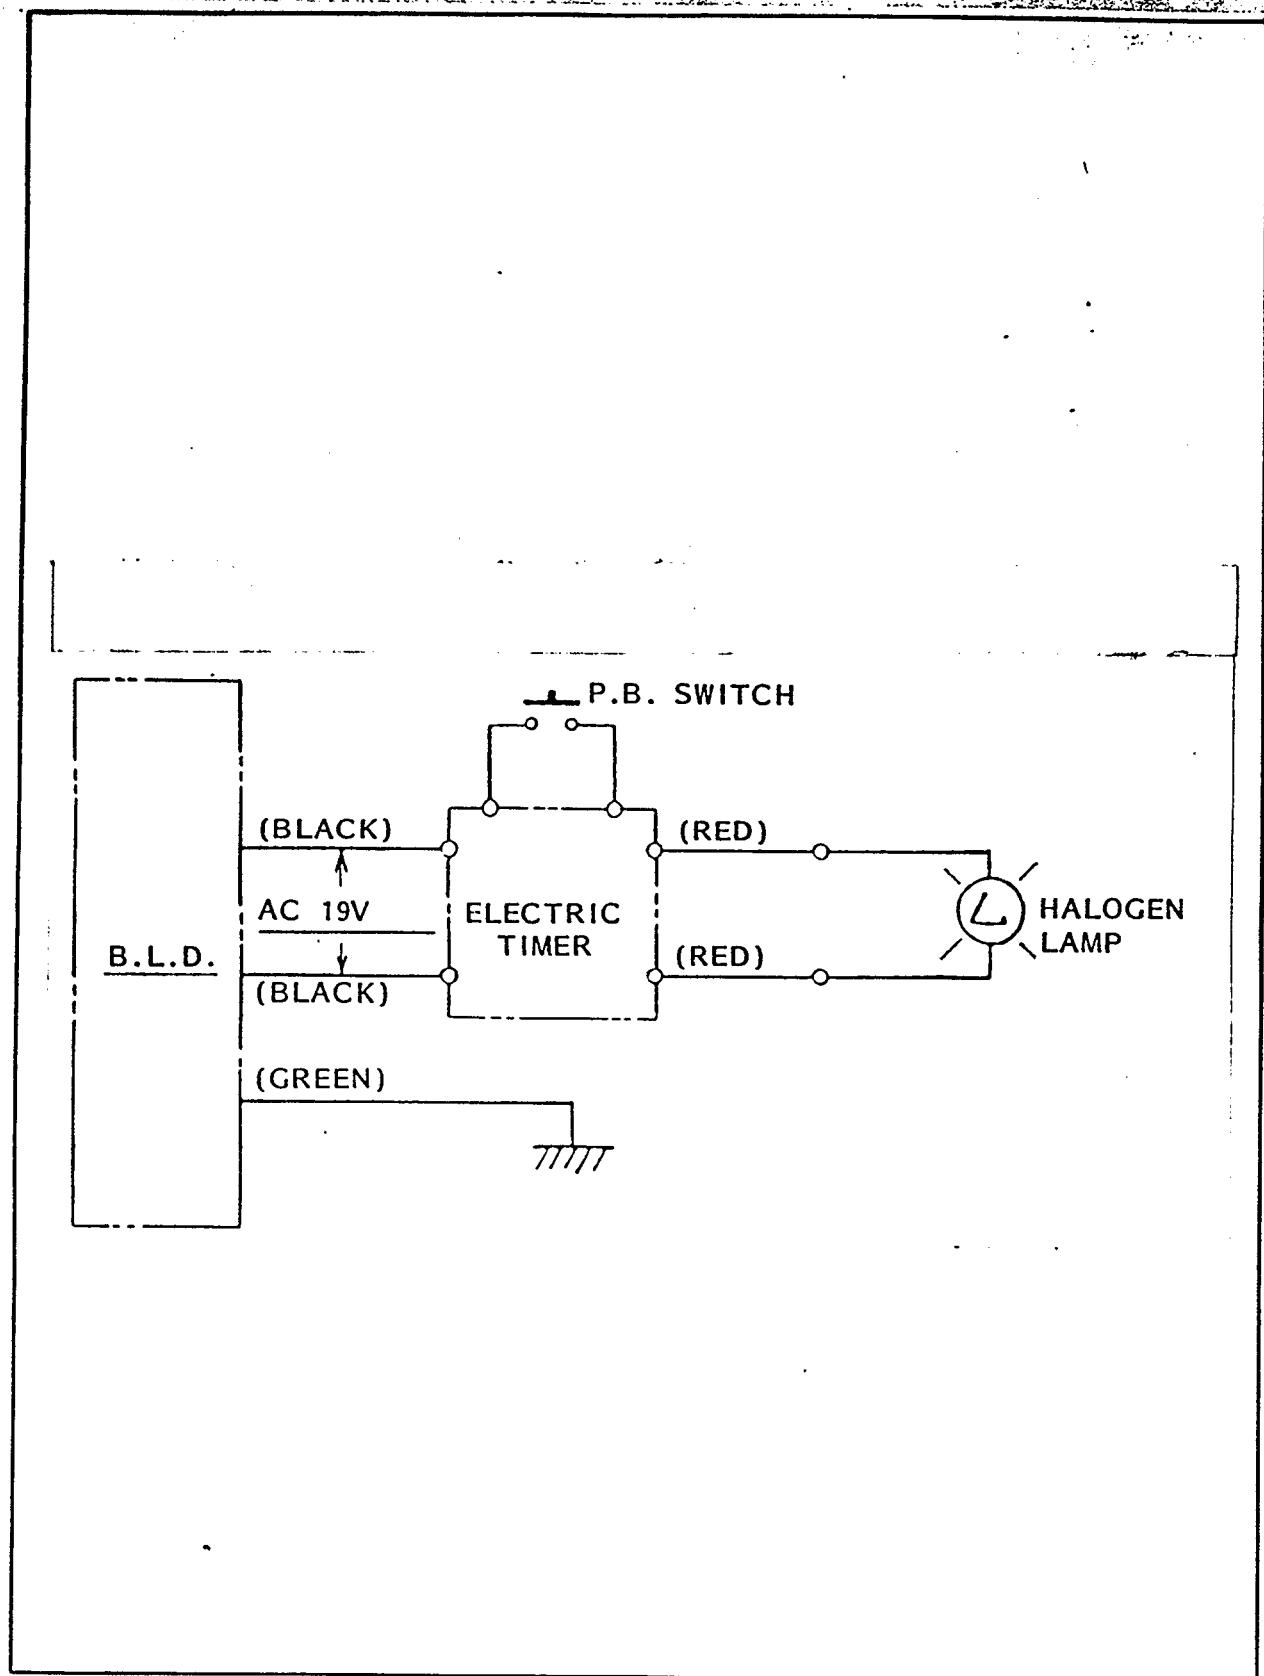 P.B. SWITCH
(BLACK)
(RED)
AC 19V
ELECTRIC
TIMER
HALOGEN
LAMP
B.L.D.
(RED)
(BLACK)
(GREEN)